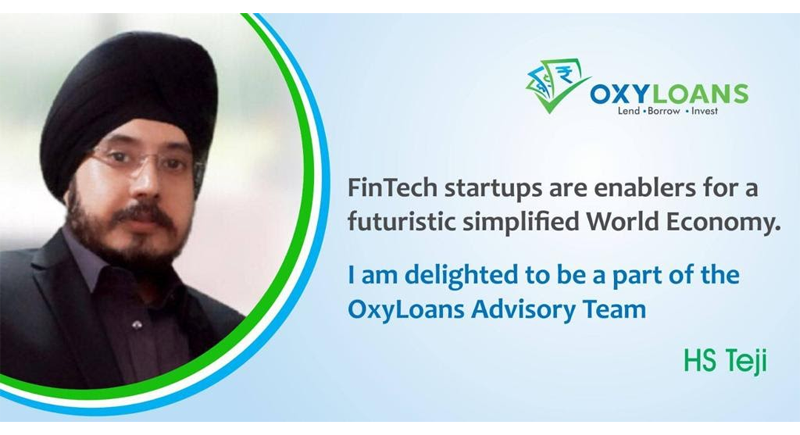 OXYLOANS
Lend • Borrow • Invest
FinTech startups are enablers for a
futuristic simplified World Economy.
I am delighted to be a part of the
OxyLoans Advisory Team
HS Teji